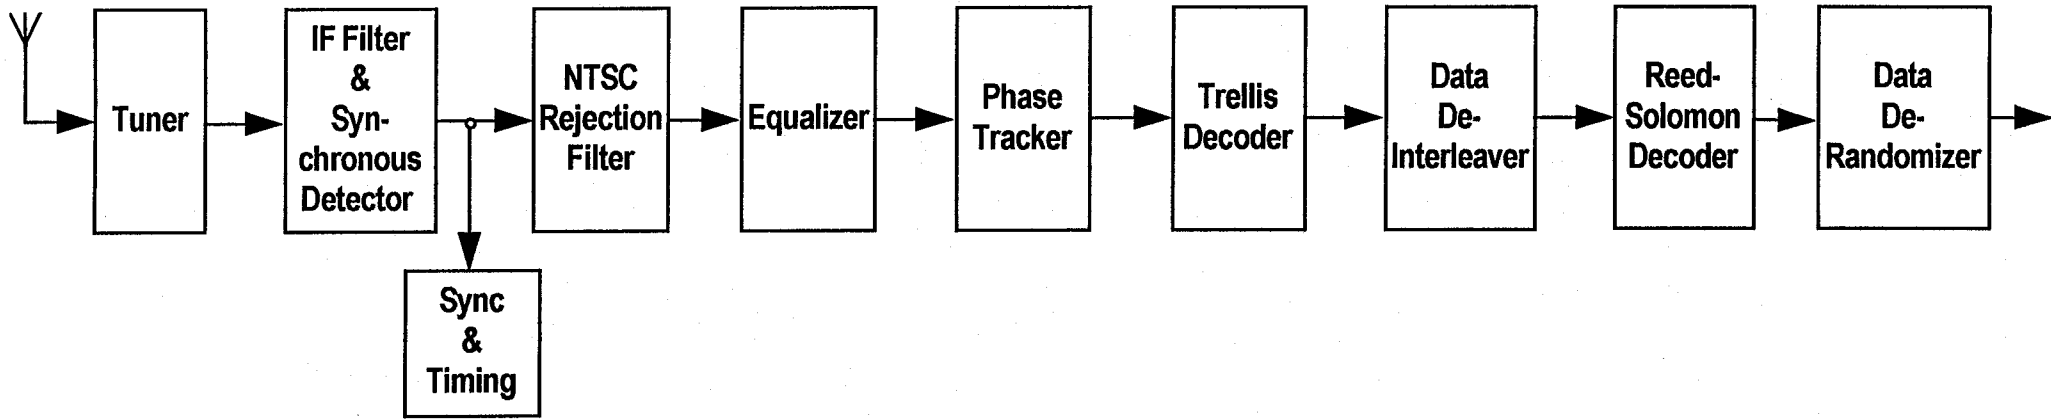 Tuner
IF Filter
&
Syn-
chronous
Detector
NTSC
Rejection
Filter
Equalizer
Phase
Tracker
Trellis
Decoder
Data
De-
Interleaver
Reed-
Solomon
Decoder
Data
De-
Randomizer
Sync
&
Timing